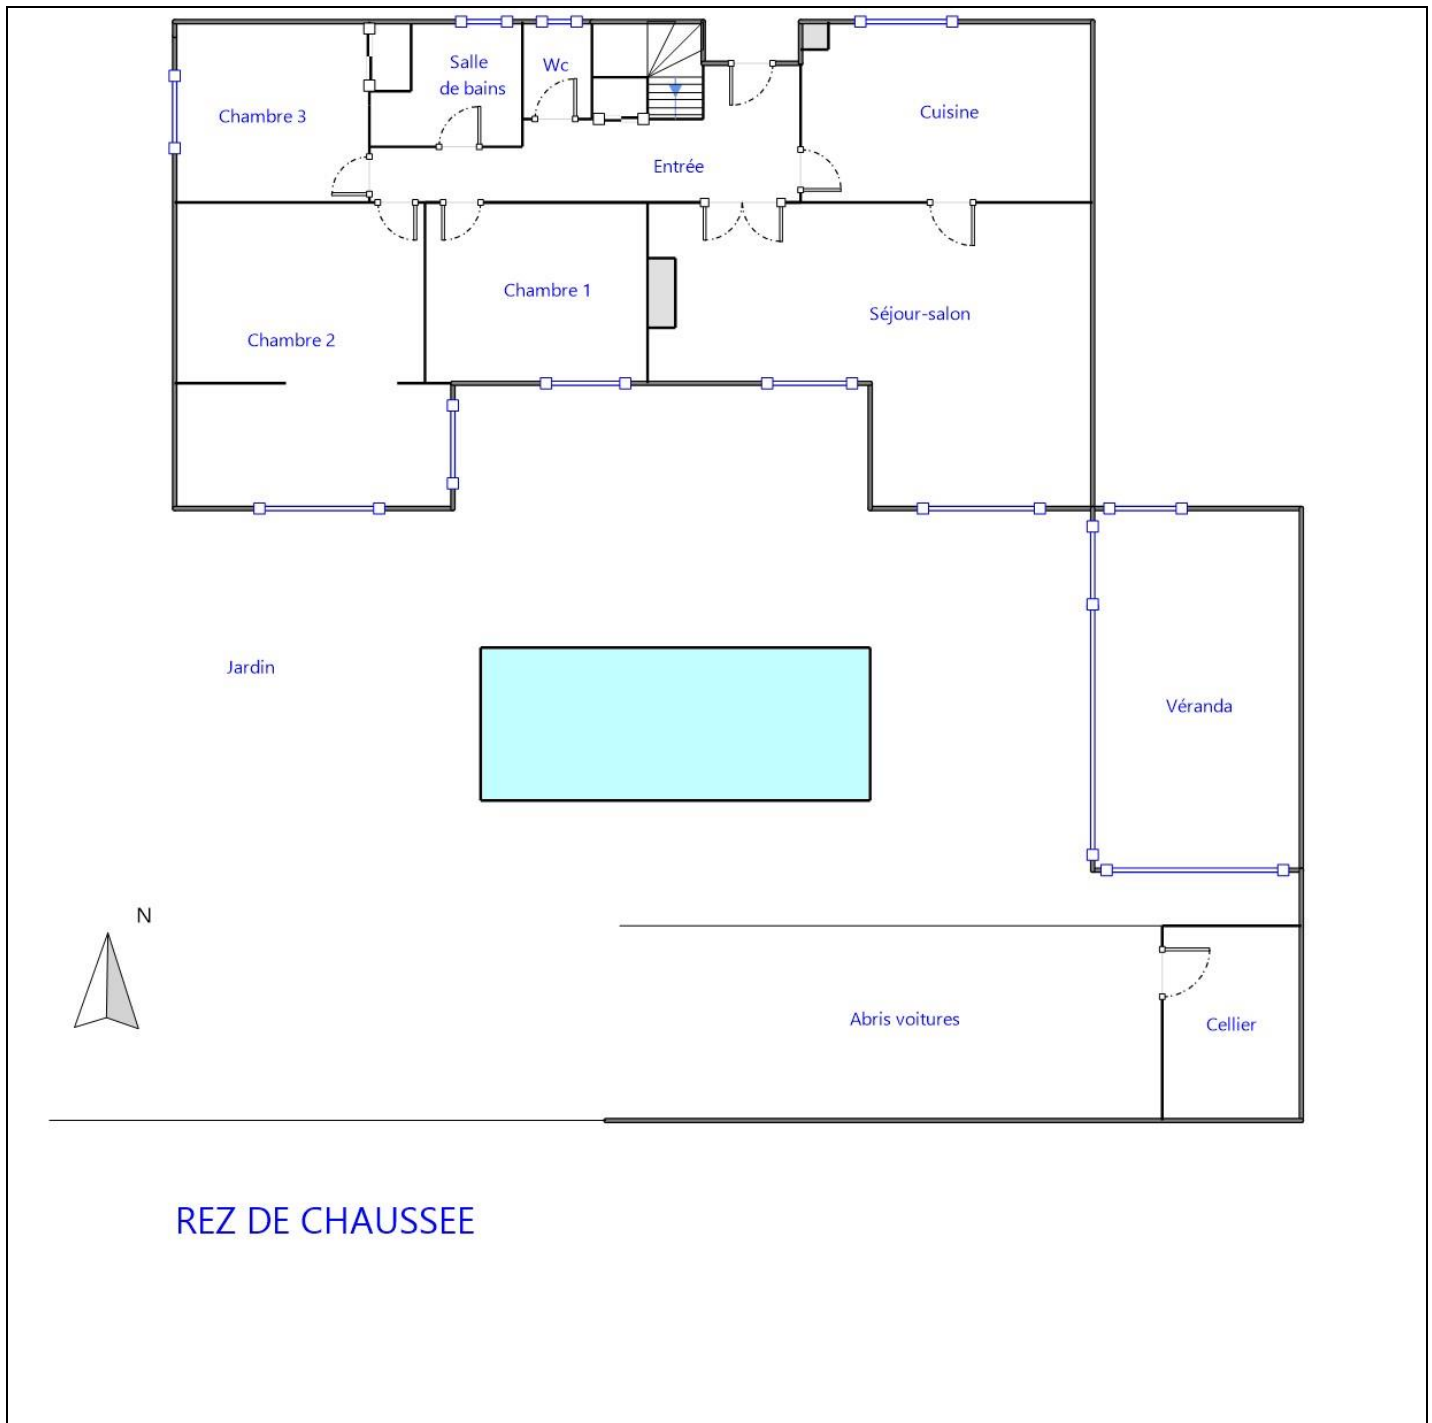 Salle
de bains
Wc
Chambre 3
Cuisine
Entrée
Chambre 1
Séjour-salon
Chambre 2
Jardin
Véranda
N
Abris voitures
Cellier
REZ DE CHAUSSEE